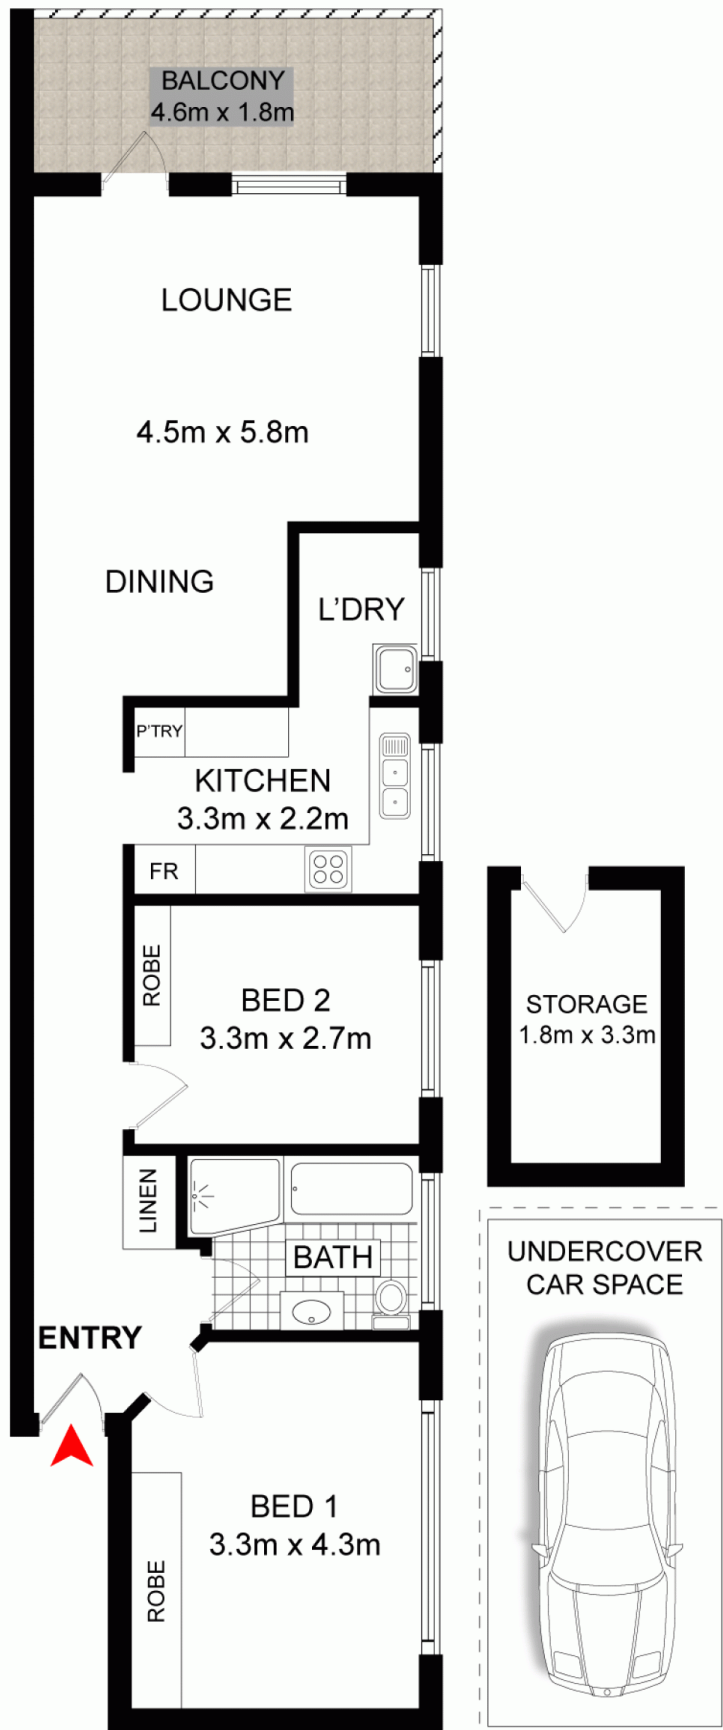 BALCONY
4.6m x 1.8m
LOUNGE
4.5m x 5.8m
DINING
L'DRY
P'TRY
KITCHEN
3.3m x 2.2m
FR
ROBE
BED 2
3.3m x 2.7m
STORAGE
1.8m x 3.3m
LINEN
BATH
UNDERCOVER
CAR SPACE
ENTRY
BED 1
3.3m x 4.3m
ROBE